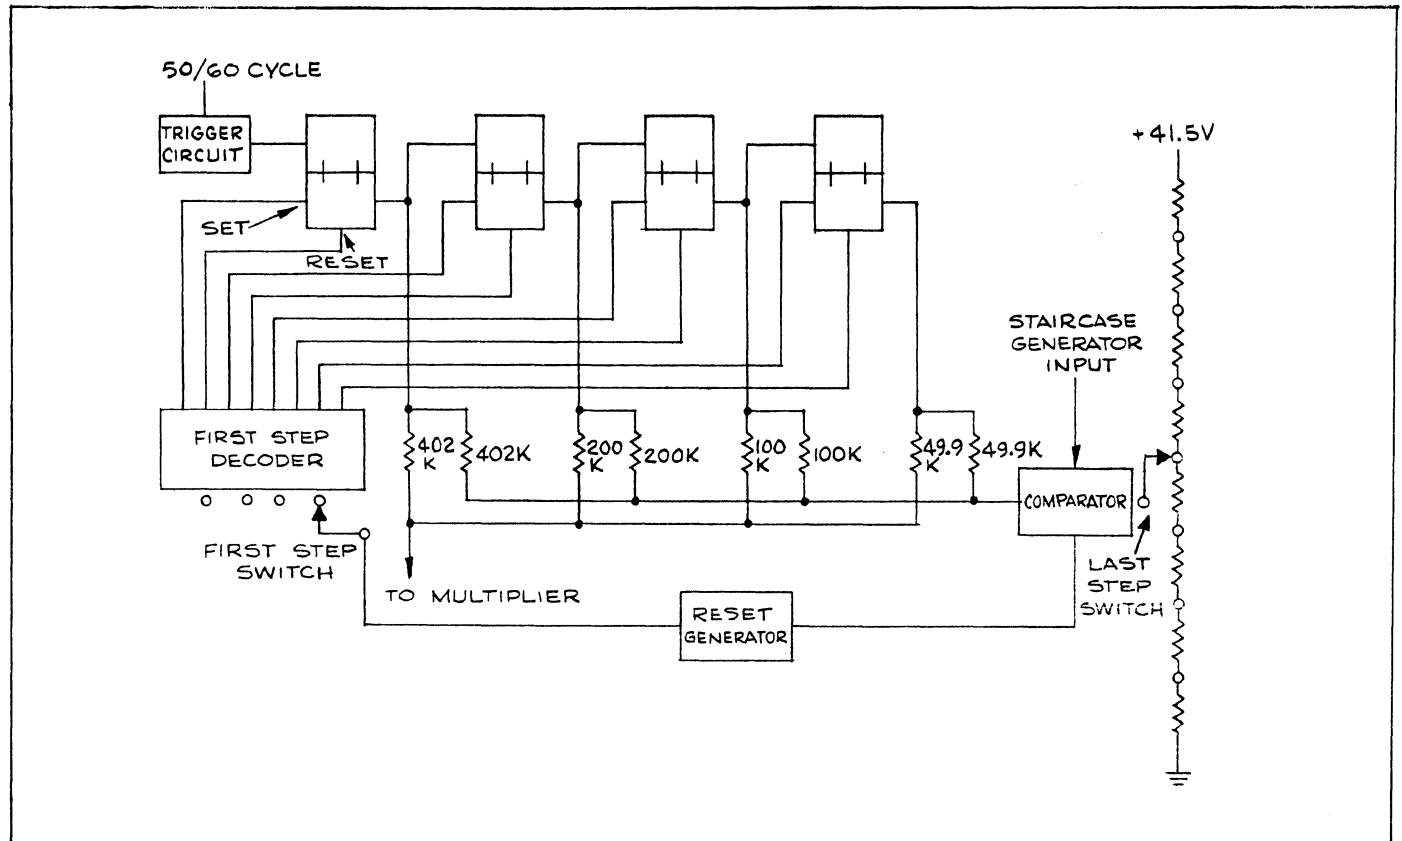 50/60 CYCLE
TRIGGER
CIRCUIT
+41.5V
SET
RESET
STAIRCASE
GENERATOR
INPUT
FIRST STEP
DECODER
402
K
402K
200
K
200K
100
K
100K
49.9
K
49.9K
COMPARATOR
FIRST STEP
SWITCH
LAST
STEP
SWITCH
TO MULTIPLIER
RESET
GENERATOR